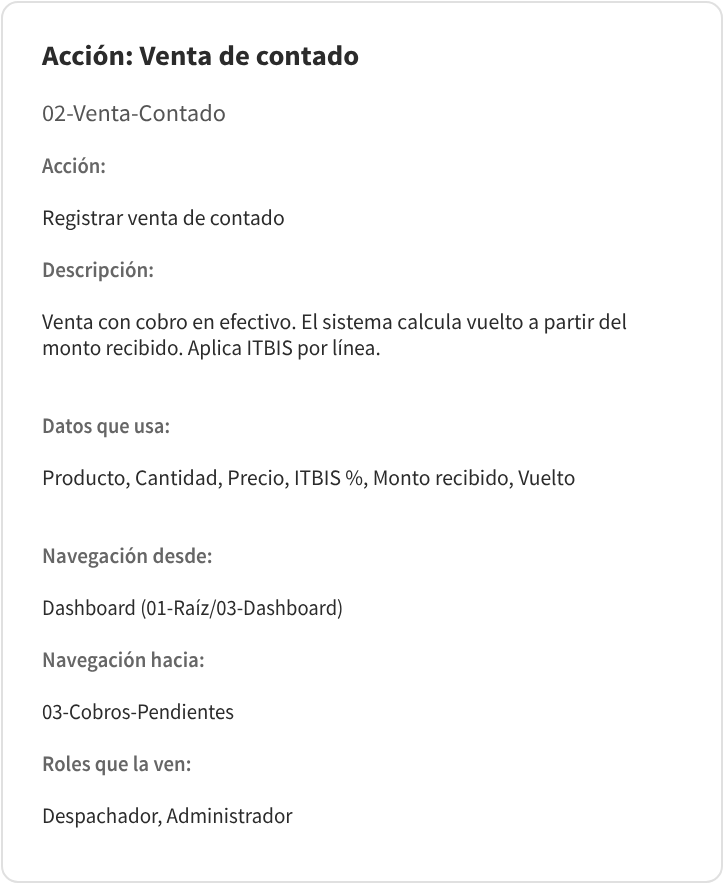 Acción: Venta de contado
02-Venta-Contado
Acción:
Registrar venta de contado
Descripción:
Venta con cobro en efectivo. El sistema calcula vuelto a partir del
monto recibido. Aplica ITBIS por línea.
Datos que usa:
Producto, Cantidad, Precio, ITBIS %, Monto recibido, Vuelto
Navegación desde:
Dashboard (01-Raíz/03-Dashboard)
Navegación hacia:
03-Cobros-Pendientes
Roles que la ven:
Despachador, Administrador